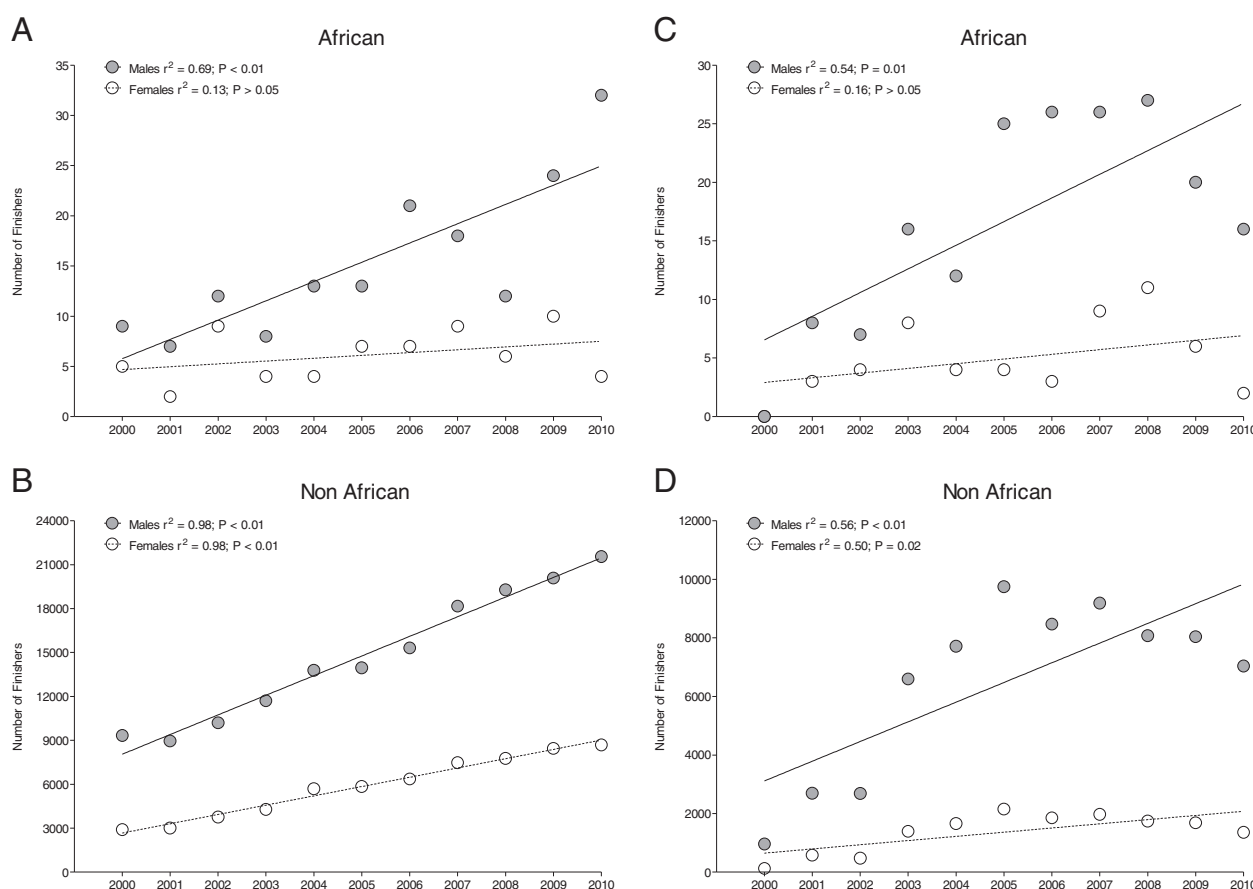 A
African
Males r² = 0.69; P < 0.01
Females r² = 0.13; P > 0.05
Number of Finishers
35
30
25
20
15
10
5
0
2000 2001 2002 2003 2004 2005 2006 2007 2008 2009 2010
C
African
Males r² = 0.54; P = 0.01
Females r² = 0.16; P > 0.05
Number of Finishers
30
25
20
15
10
5
0
2000 2001 2002 2003 2004 2005 2006 2007 2008 2009 2010
B
Non African
Males r² = 0.98; P < 0.01
Females r² = 0.98; P < 0.01
Number of Finishers
24000
21000
18000
15000
12000
9000
6000
3000
0
2000 2001 2002 2003 2004 2005 2006 2007 2008 2009 2010
D
Non African
Males r² = 0.56; P < 0.01
Females r² = 0.50; P = 0.02
Number of Finishers
12000
10000
8000
6000
4000
2000
0
2000 2001 2002 2003 2004 2005 2006 2007 2008 2009 2010